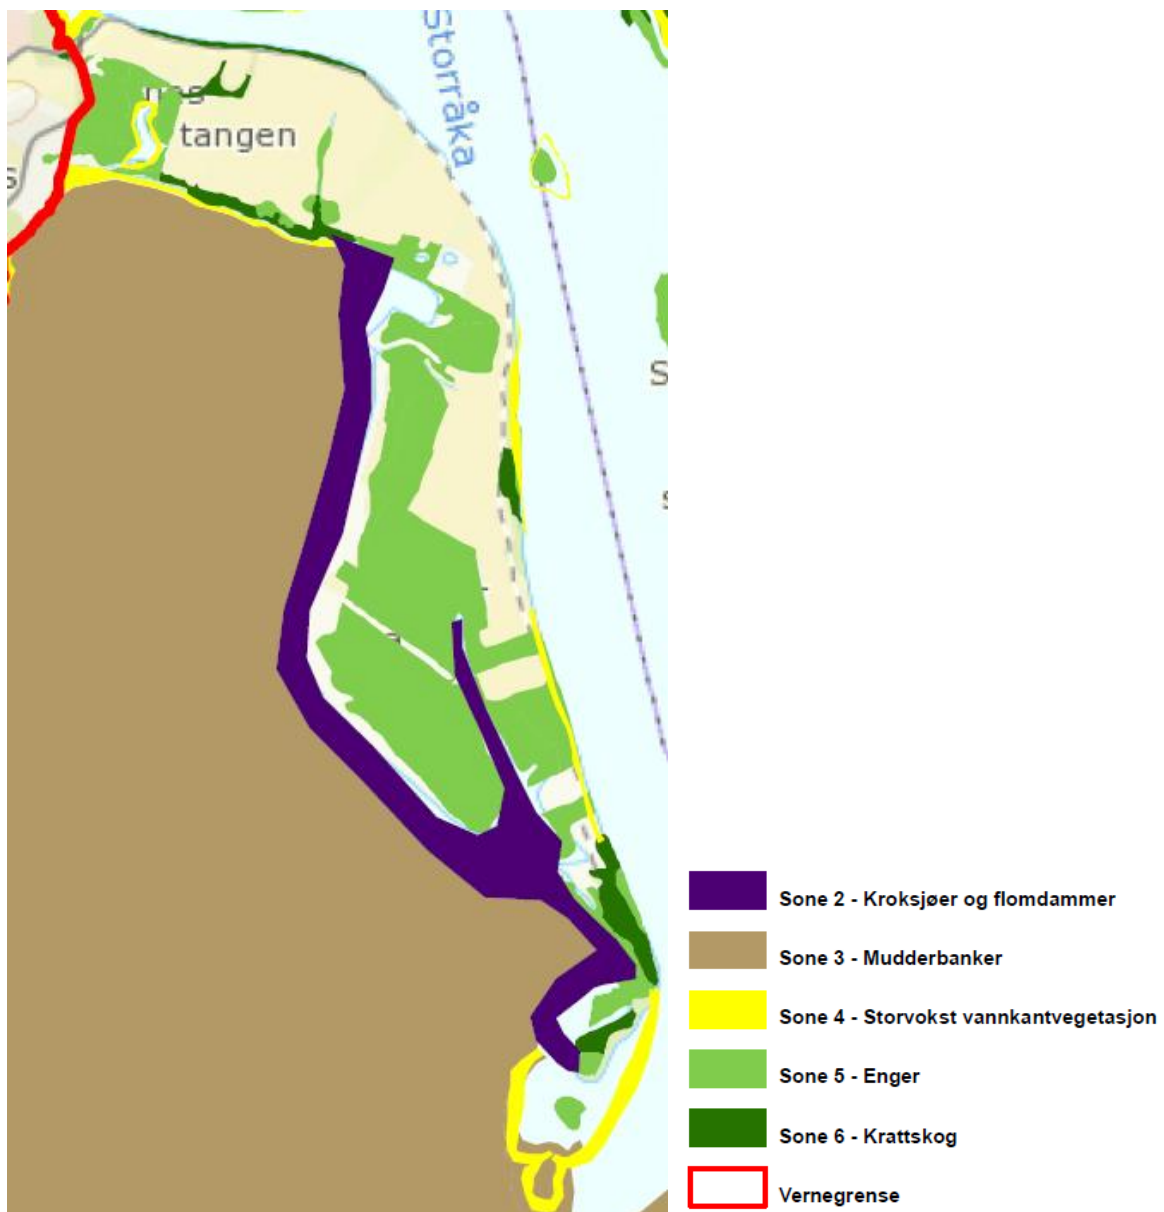 Storråka
tangen
s
S
s
Sone 2 - Kroksjøer og flomdammer
Sone 3 - Mudderbanker
Sone 4 - Storvokst vannkantvegetasjon
Sone 5 - Enger
Sone 6 - Krattskog
Vernegrense